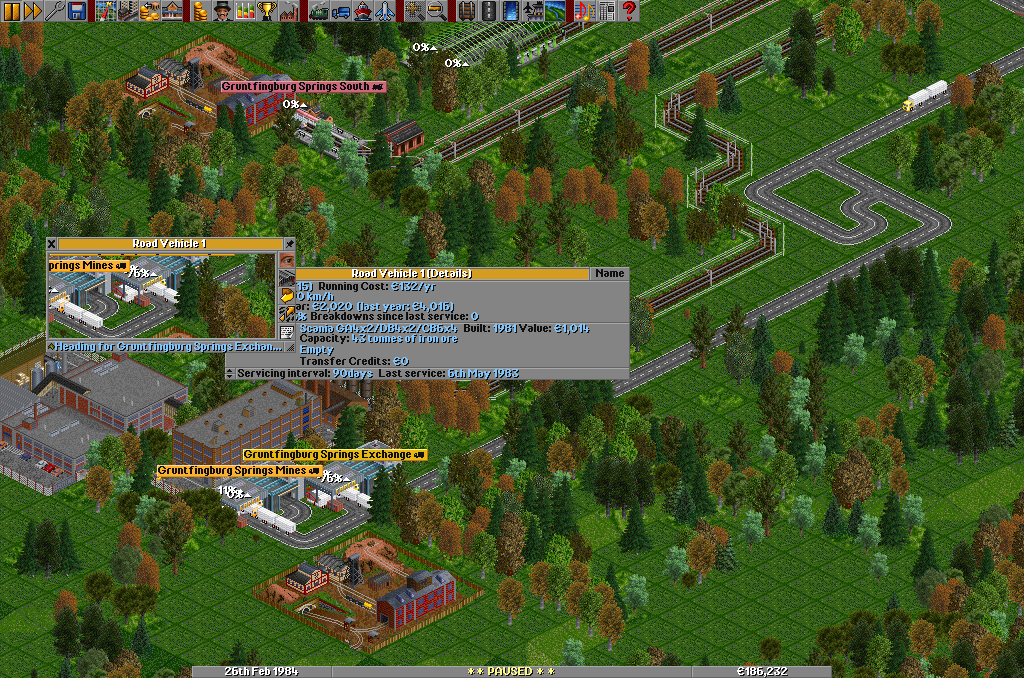 0%
0%
Gruntfingburg Springs South
0%
Road Vehicle 1
prings Mines
76%
Heading for Gruntfingburg Springs Exchan...
Road Vehicle 1 (Details)
Name
15) Running Cost: €132/yr
0 km/h
ar: €2,020 (last year: €4,016)
% Breakdowns since last service: 0
Scania GA4x2/DB4x2/CB6x4 Built: 1981 Value: €1,014
Capacity: 43 tonnes of iron ore
Empty
Transfer Credits: €0
Servicing interval: 90days Last service: 6th May 1983
Gruntfingburg Springs Exchange
Gruntfingburg Springs Mines
76%
26th Feb 1984
* * PAUSED * *
€186,232